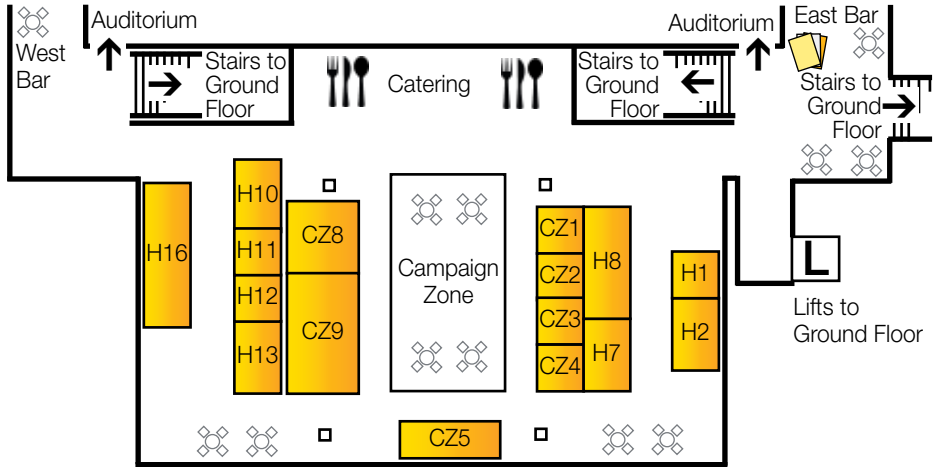 Auditorium
West
Bar
Stairs to
Ground
Floor
Catering
Stairs to
Ground
Floor
Auditorium
East Bar
Stairs to
Ground
Floor
H16
H10
H11
H12
H13
CZ8
CZ9
Campaign
Zone
CZ1
CZ2
CZ3
CZ4
H8
H7
H1
H2
L
Lifts to
Ground Floor
CZ5